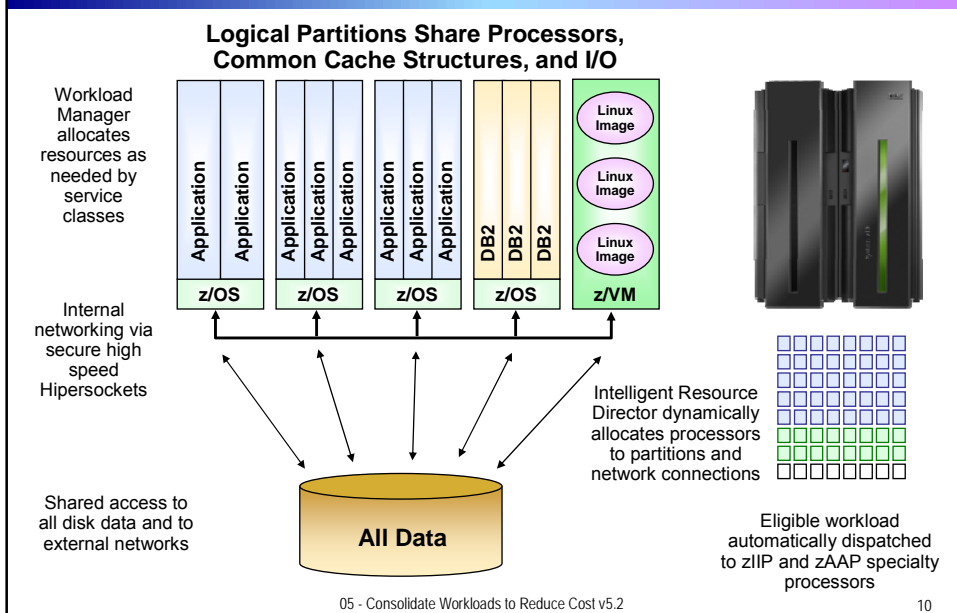 Logical Partitions Share Processors,
Common Cache Structures, and I/O
Workload
Manager
allocates
resources as
needed by
service
classes
Application
Application
z/OS
Application
Application
Application
z/OS
Application
Application
Application
z/OS
DB2
DB2
DB2
z/OS
Linux
Image
Linux
Image
Linux
Image
z/VM
Internal
networking via
secure high
speed
Hipersockets
Intelligent Resource
Director dynamically
allocates processors
to partitions and
network connections
Shared access to
all disk data and to
external networks
All Data
Eligible workload
automatically dispatched
to zIIP and zAAP specialty
processors
05 - Consolidate Workloads to Reduce Cost v5.2
10